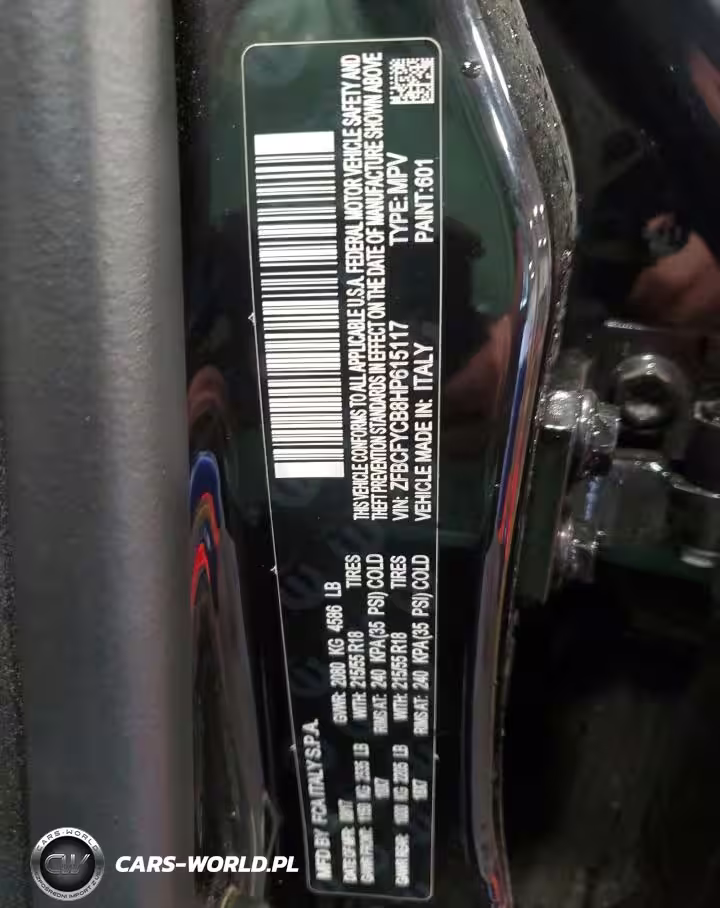 MFD BY FCA ITALY S.P.A.
GVWR: 2080 KG 4586 LB
WITH: 215/55 R18 TIRES
RIMS AT: 240 KPA(35 PSI) COLD
WITH: 215/55 R18 TIRES
RIMS AT: 240 KPA(35 PSI) COLD
THIS VEHICLE CONFORMS TO ALL APPLICABLE U.S.A. FEDERAL MOTOR VEHICLE SAFETY AND
THEFT PREVENTION STANDARDS IN EFFECT ON THE DATE OF MANUFACTURE SHOWN ABOVE
VIN: ZFBCFYCB8HP615117 TYPE: MPV
VEHICLE MADE IN: ITALY PAINT:601
CW
CARS-WORLD.PL